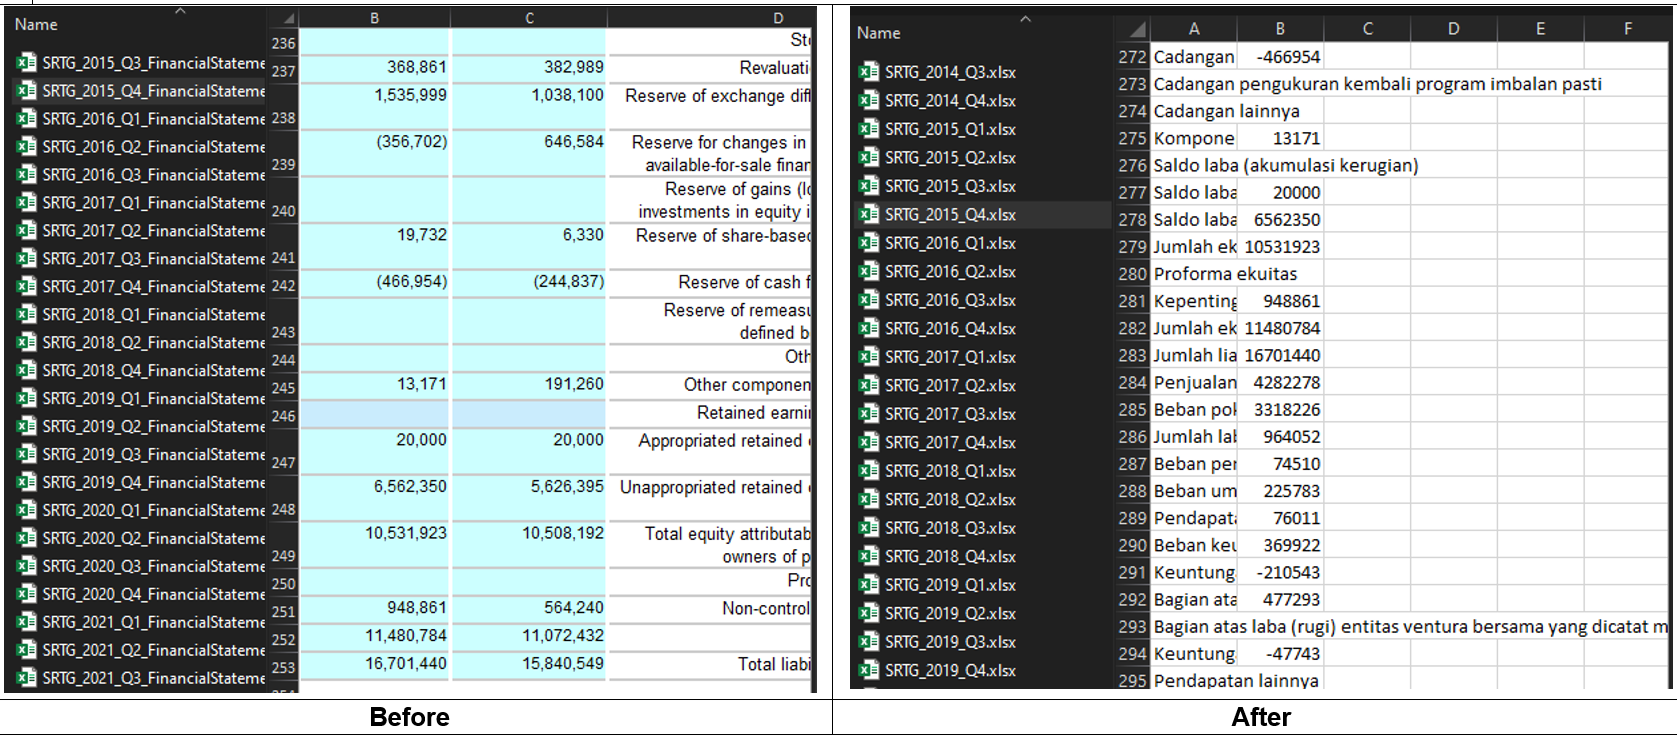 Name
SRTG_2015_Q3_FinancialStateme
SRTG_2015_Q4_FinancialStateme
SRTG_2016_Q1_FinancialStateme
SRTG_2016_Q2_FinancialStateme
SRTG_2016_Q3_FinancialStateme
SRTG_2017_Q1_FinancialStateme
SRTG_2017_Q2_FinancialStateme
SRTG_2017_Q3_FinancialStateme
SRTG_2017_Q4_FinancialStateme
SRTG_2018_Q1_FinancialStateme
SRTG_2018_Q2_FinancialStateme
SRTG_2018_Q4_FinancialStateme
SRTG_2019_Q1_FinancialStateme
SRTG_2019_Q2_FinancialStateme
SRTG_2019_Q3_FinancialStateme
SRTG_2019_Q4_FinancialStateme
SRTG_2020_Q1_FinancialStateme
SRTG_2020_Q2_FinancialStateme
SRTG_2020_Q3_FinancialStateme
SRTG_2020_Q4_FinancialStateme
SRTG_2021_Q1_FinancialStateme
SRTG_2021_Q2_FinancialStateme
SRTG_2021_Q3_FinancialStateme
B C D
236 St
237 368,861 382,989 Revaluati
238 1,535,999 1,038,100 Reserve of exchange diff
239 (356,702) 646,584 Reserve for changes in
available-for-sale finan
240 Reserve of gains (lo
investments in equity i
241 19,732 6,330 Reserve of share-based
242 (466,954) (244,837) Reserve of cash f
243 Reserve of remeasu
defined b
244 Oth
245 13,171 191,260 Other componen
246 Retained earnin
247 20,000 20,000 Appropriated retained
248 6,562,350 5,626,395 Unappropriated retained
249 10,531,923 10,508,192 Total equity attributab
owners of p
250 Pro
251 948,861 564,240 Non-control
252 11,480,784 11,072,432
253 16,701,440 15,840,549 Total liabi
Before
Name
SRTG_2014_Q3.xlsx
SRTG_2014_Q4.xlsx
SRTG_2015_Q1.xlsx
SRTG_2015_Q2.xlsx
SRTG_2015_Q3.xlsx
SRTG_2015_Q4.xlsx
SRTG_2016_Q1.xlsx
SRTG_2016_Q2.xlsx
SRTG_2016_Q3.xlsx
SRTG_2016_Q4.xlsx
SRTG_2017_Q1.xlsx
SRTG_2017_Q2.xlsx
SRTG_2017_Q3.xlsx
SRTG_2017_Q4.xlsx
SRTG_2018_Q1.xlsx
SRTG_2018_Q2.xlsx
SRTG_2018_Q3.xlsx
SRTG_2018_Q4.xlsx
SRTG_2019_Q1.xlsx
SRTG_2019_Q2.xlsx
SRTG_2019_Q3.xlsx
SRTG_2019_Q4.xlsx
A B C D E F
272 Cadangan -466954
273 Cadangan pengukuran kembali program imbalan pasti
274 Cadangan lainnya
275 Kompone 13171
276 Saldo laba (akumulasi kerugian)
277 Saldo laba 20000
278 Saldo laba 6562350
279 Jumlah ek 10531923
280 Proforma ekuitas
281 Kepenting 948861
282 Jumlah ek 11480784
283 Jumlah lia 16701440
284 Penjualan 4282278
285 Beban pok 3318226
286 Jumlah lab 964052
287 Beban per 74510
288 Beban um 225783
289 Pendapata 76011
290 Beban keu 369922
291 Keuntung -210543
292 Bagian ata 477293
293 Bagian atas laba (rugi) entitas ventura bersama yang dicatat m
294 Keuntung -47743
295 Pendapatan lainnya
After